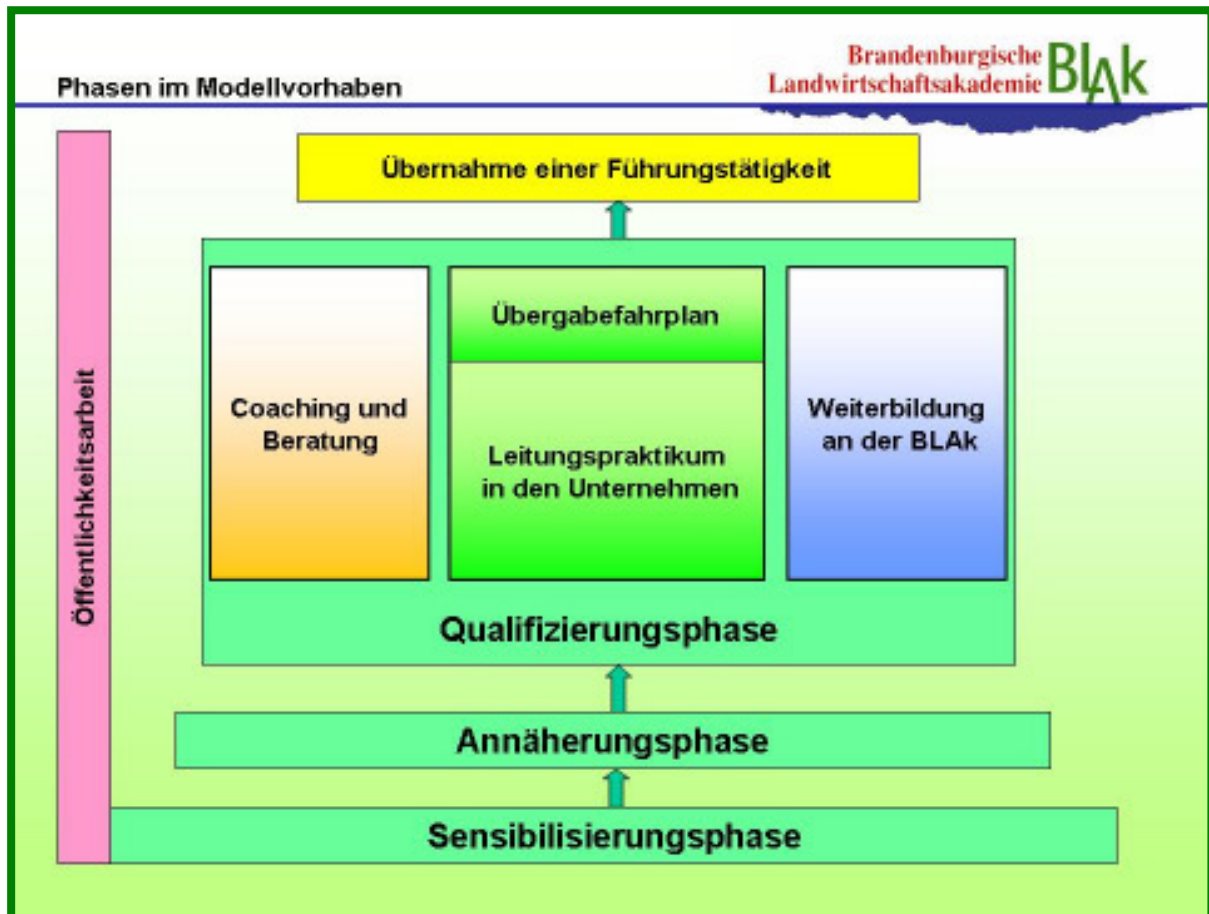 Phasen im Modellvorhaben
Brandenburgische
Landwirtschaftsakademie
BLAk
Öffentlichkeitsarbeit
Übernahme einer Führungstätigkeit
Coaching und
Beratung
Übergabefahrplan
Leitungspraktikum
in den Unternehmen
Weiterbildung
an der BLAk
Qualifizierungsphase
Annäherungsphase
Sensibilisierungsphase